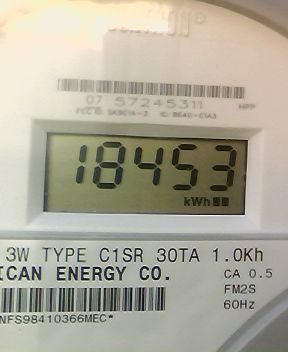 07 57245311
18453
kWh
3W TYPE C1SR 30TA 1.0Kh
ICAN ENERGY CO.
CA 0.5
FM2S
60Hz
NFS98410366MEC*